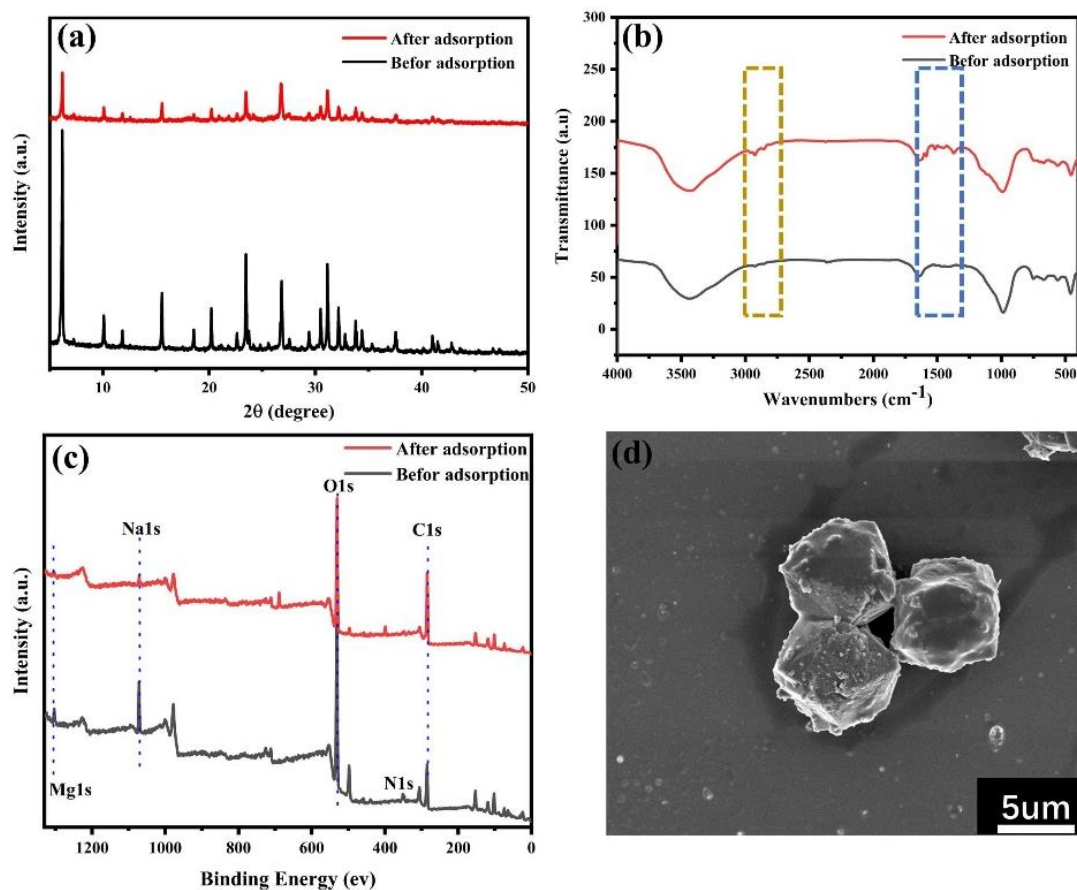 (a)
After adsorption
Befor adsorption
Intensity (a.u.)
10
20
30
40
50
2θ (degree)
(b)
After adsorption
Befor adsorption
300
250
200
150
100
50
0
Transmittance (a.u)
4000
3500
3000
2500
2000
1500
1000
Wavenumbers (cm-1)
(c)
After adsorption
Befor adsorption
O1s
Na1s
C1s
N1s
Mg1s
Intensity (a.u.)
1200
1000
800
600
400
200
0
Binding Energy (ev)
(d)
5um